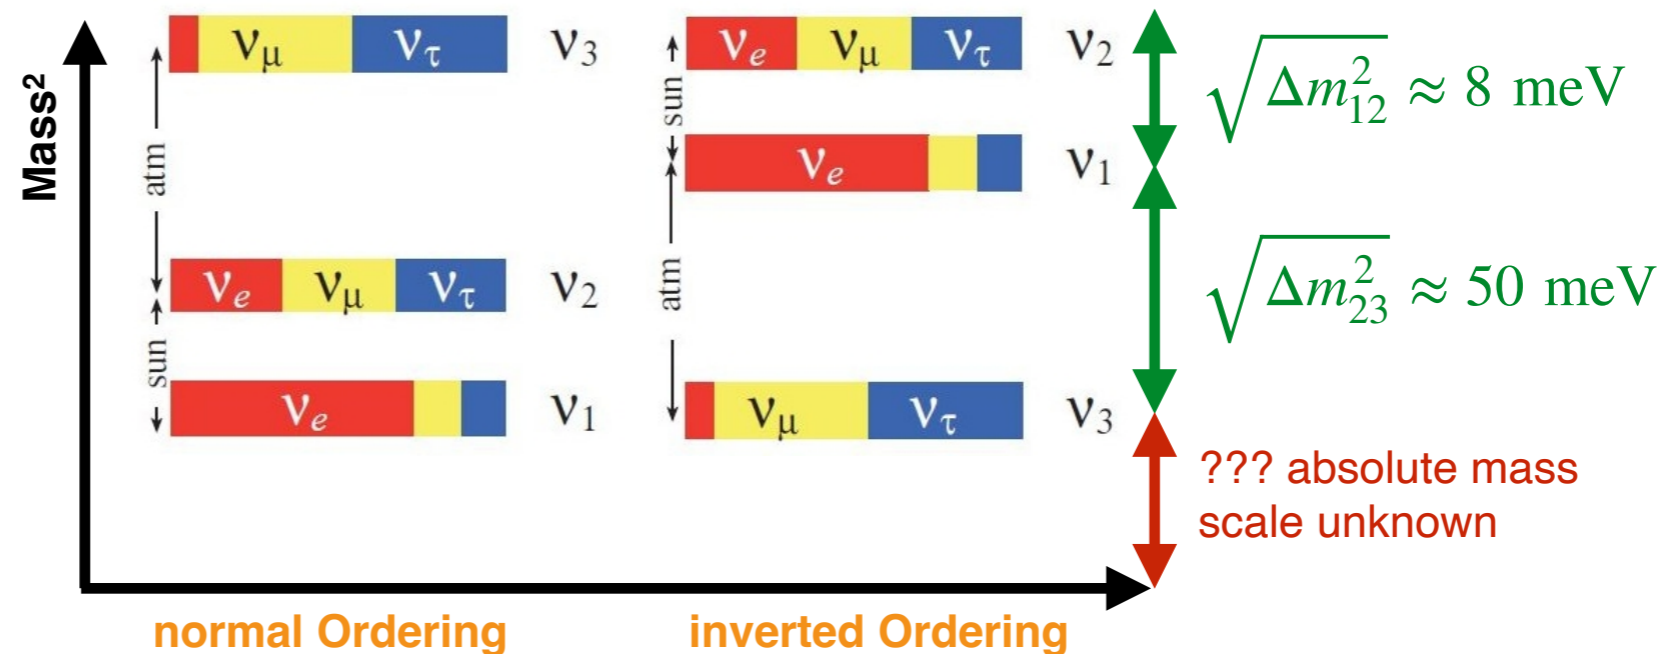 Mass²
νμ ντ ν3
atm
νe νμ ντ ν2
sun
νe ν1
normal Ordering
νe νμ ντ ν2
sun
νe ν1
atm
νμ ντ ν3
inverted Ordering
√Δm²₁₂ ≈ 8 meV
√Δm²₂₃ ≈ 50 meV
??? absolute mass
scale unknown